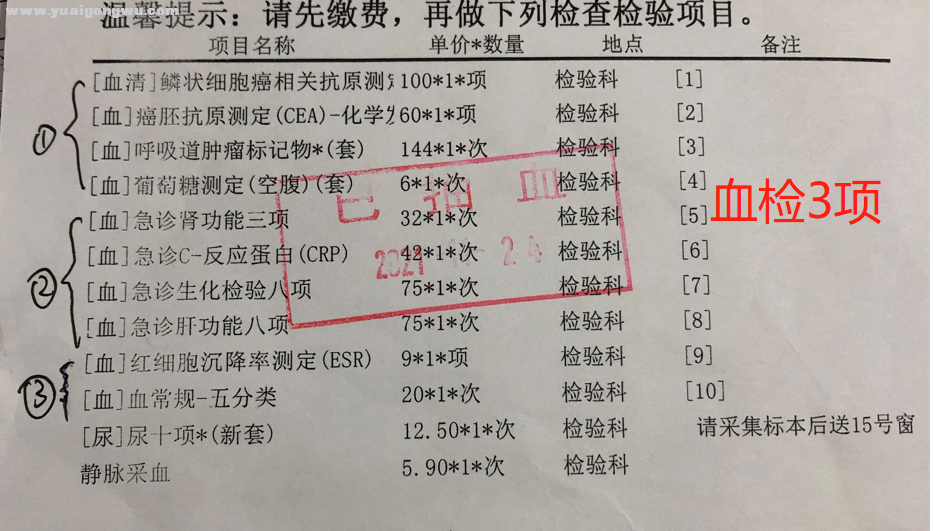 www.yuaigongwu.com
温馨提示：请先缴费，再做下列检查检验项目。
项目名称 单价*数量 地点 备注
[血清]鳞状细胞癌相关抗原测定 100*1*项 检验科 [1]
① [血]癌胚抗原测定(CEA)-化学发 60*1*项 检验科 [2]
[血]呼吸道肿瘤标记物*(套) 144*1*次 检验科 [3]
[血]葡萄糖测定(空腹)(套) 6*1*次 检验科 [4]
已抽血
血检3项
[血]急诊肾功能三项 32*1*次 检验科 [5]
[血]急诊C-反应蛋白(CRP) 42*1*次 检验科 [6]
2021 24
② [血]急诊生化检验八项 75*1*次 检验科 [7]
[血]急诊肝功能八项 75*1*次 检验科 [8]
[血]红细胞沉降率测定(ESR) 9*1*项 检验科 [9]
③ [血]血常规-五分类 20*1*次 检验科 [10]
[尿]尿十项*(新套) 12.50*1*次 检验科 请采集标本后送15号窗
静脉采血 5.90*1*次 检验科